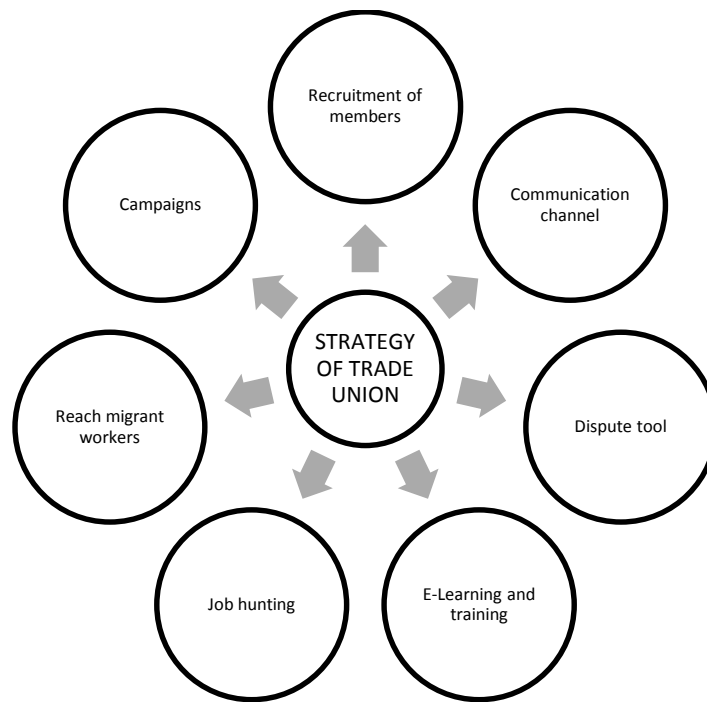 Recruitment of
members
Campaigns
Communication
channel
STRATEGY
OF TRADE
UNION
Reach migrant
workers
Dispute tool
Job hunting
E-Learning and
training